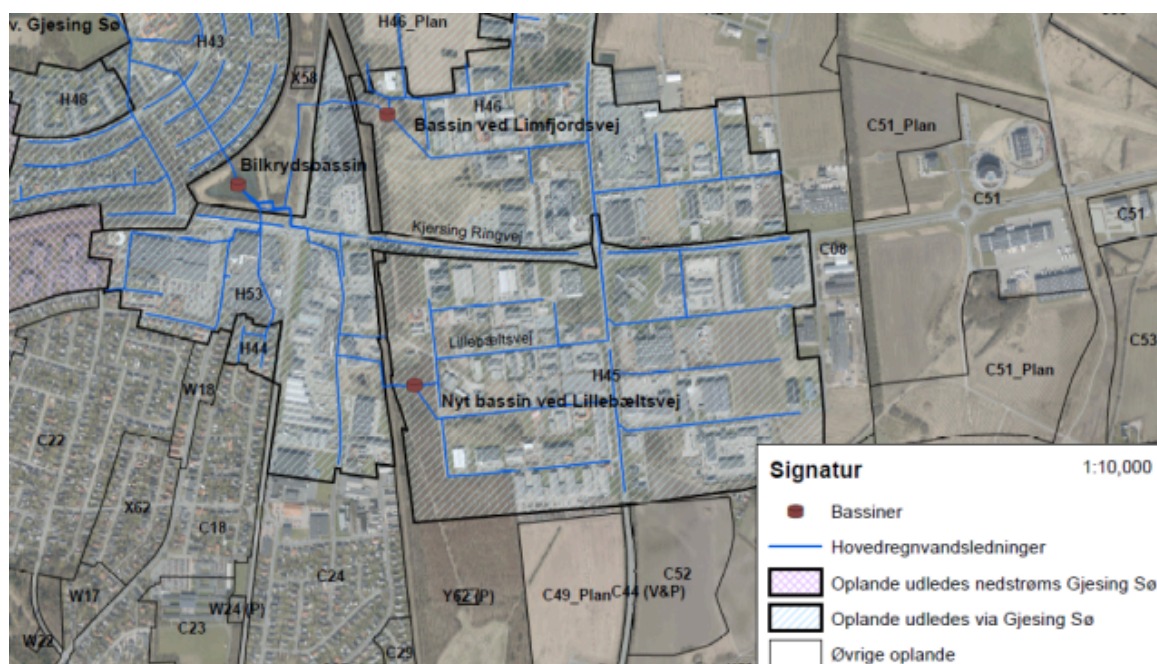 v. Gjesing Sø
H43
H46_Plan
X58
H48
H46
Bassin ved Limfjordsvej
C51_Plan
Bilkrydsbassin
C51
C51
Kjersing Ringvej
C08
H53
Lillebæltsvej
C53
H44
H45
C51_Plan
W18
Nyt bassin ved Lillebæltsvej
C22
X62
C18
Signatur 1:10,000
Bassiner
Hovedregnvandsledninger
Oplande udledes nedstrøms Gjesing Sø
Oplande udledes via Gjesing Sø
Øvrige oplande
C24
C52
Y62 (P)
C49_Plan
C44 (V&P)
W17
W24 (P)
C23
W22
C29